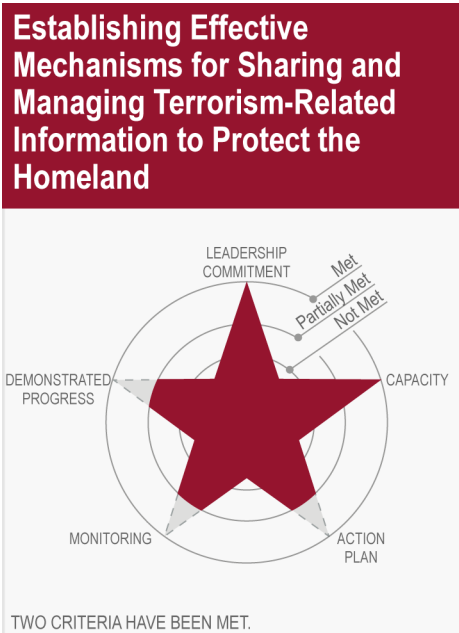 Establishing Effective
Mechanisms for Sharing and
Managing Terrorism-Related
Information to Protect the
Homeland
LEADERSHIP
COMMITMENT
Met
Partially Met
Not Met
DEMONSTRATED
PROGRESS
CAPACITY
MONITORING
ACTION
PLAN
TWO CRITERIA HAVE BEEN MET.